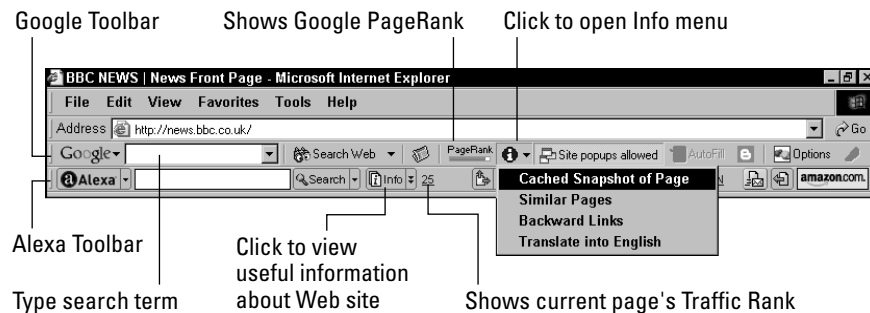 Google Toolbar
Shows Google PageRank
Click to open Info menu
BBC NEWS | News Front Page - Microsoft Internet Explorer
File Edit View Favorites Tools Help
Address http://news.bbc.co.uk/ Go
Google Search Web PageRank Site popups allowed AutoFill Options
Alexa Search Info 25 amazon.com.
Cached Snapshot of Page
Similar Pages
Backward Links
Translate into English
Alexa Toolbar
Click to view
useful information
about Web site
Type search term
Shows current page's Traffic Rank